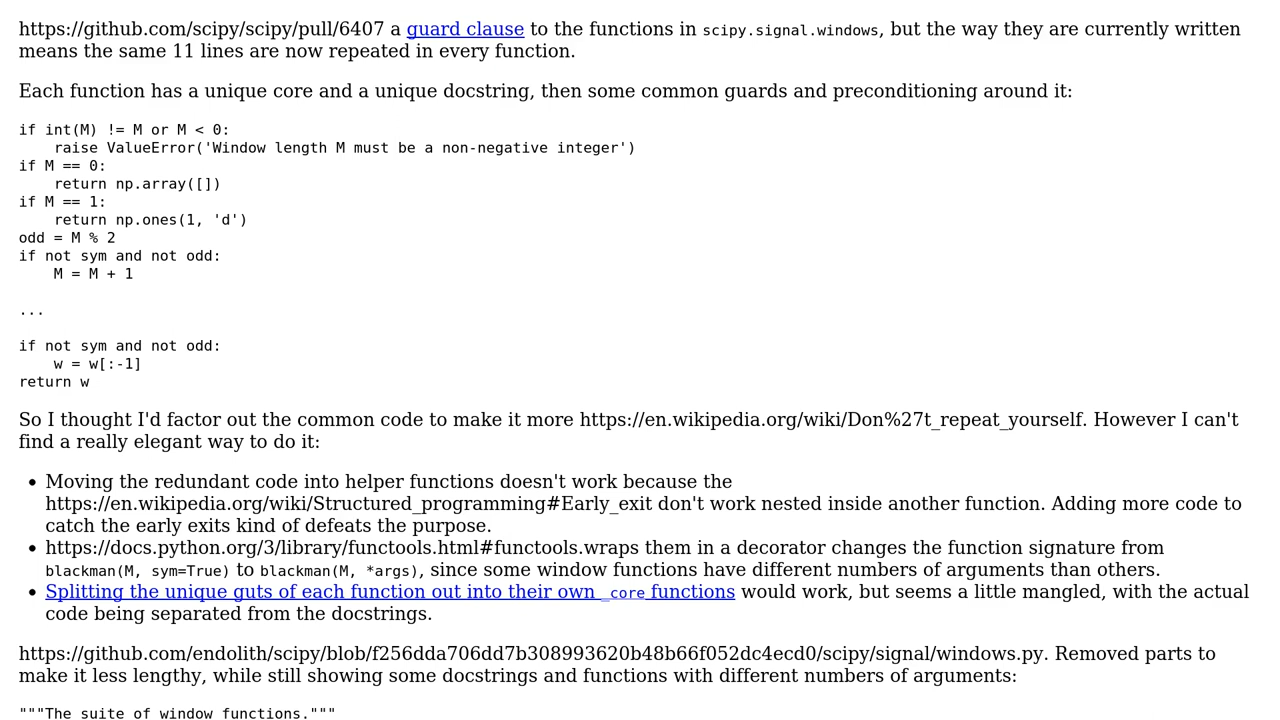 https://github.com/scipy/scipy/pull/6407 a guard clause to the functions in scipy.signal.windows, but the way they are currently written
means the same 11 lines are now repeated in every function.
Each function has a unique core and a unique docstring, then some common guards and preconditioning around it:
if int(M) != M or M < 0:
    raise ValueError('Window length M must be a non-negative integer')
if M == 0:
    return np.array([])
if M == 1:
    return np.ones(1, 'd')
odd = M % 2
if not sym and not odd:
    M = M + 1
...
if not sym and not odd:
    w = w[:-1]
return w
So I thought I'd factor out the common code to make it more https://en.wikipedia.org/wiki/Don%27t_repeat_yourself. However I can't
find a really elegant way to do it:
• Moving the redundant code into helper functions doesn't work because the
https://en.wikipedia.org/wiki/Structured_programming#Early_exit don't work nested inside another function. Adding more code to
catch the early exits kind of defeats the purpose.
• https://docs.python.org/3/library/functools.html#functools.wraps them in a decorator changes the function signature from
blackman(M, sym=True) to blackman(M, *args), since some window functions have different numbers of arguments than others.
• Splitting the unique guts of each function out into their own _core functions would work, but seems a little mangled, with the actual
code being separated from the docstrings.
https://github.com/endolith/scipy/blob/f256dda706dd7b308993620b48b66f052dc4ecd0/scipy/signal/windows.py. Removed parts to
make it less lengthy, while still showing some docstrings and functions with different numbers of arguments:
"""The suite of window functions."""